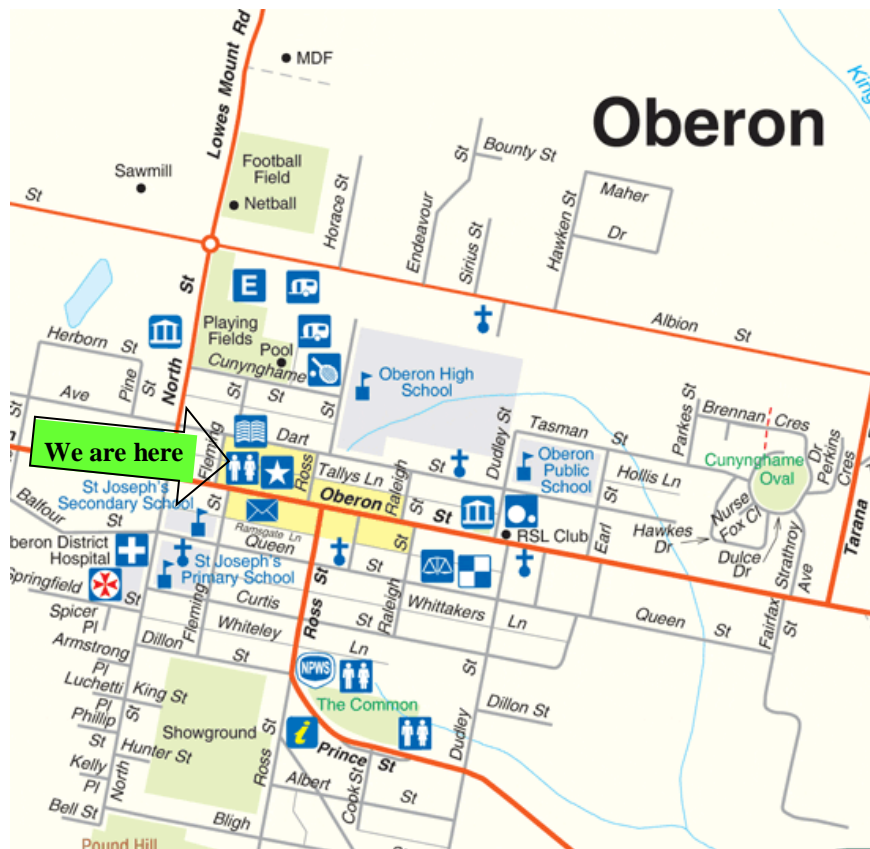 Lowes Mount Rd
MDF
Oberon
King
Sawmill
Football
Field
Netball
Horace St
Endeavour
St
Bounty St
Sirius St
Hawken St
Maher
Dr
St
North
St
E
Playing
Fields
Pool
Cunynghame
St
Herborn St
Pine
St
Ave
St
Albion St
Oberon High
School
Dudley St
Tasman St
Oberon
Public
School
Hollis Ln
Parkes St
Brennan Cres
Cunynghame
Oval
Dr
Perkins
Cres
Tarana
We are here
Fleming
St
Dart
St
Ross
Tallys Ln
St
Raleigh
St
Oberon St
RSL Club
Earl
St
Hawkes
Dr
Nurse
Fox Cl
Dulce
Dr
Strathroy
Ave
Fairfax
St
Balfour
St
St Joseph's
Secondary School
St
Ramsgate Ln
Queen
St
St Joseph's
Primary School
beron District
Hospital
Springfield
Spicer
Pl
Fleming
Curtis
St
Raleigh
St
Whittakers
Ln
Queen
St
Whiteley
Ln
Ross St
Armstrong
Pl
Dillon
St
Luchetti
Pl
King St
Phillip
St
Hunter St
Kelly
Pl
North
St
Bell St
Showground
Ross
St
NPWS
The Common
i
Prince St
Dudley
St
Dillon St
Albert
St
Cook St
Bligh
Pound Hill